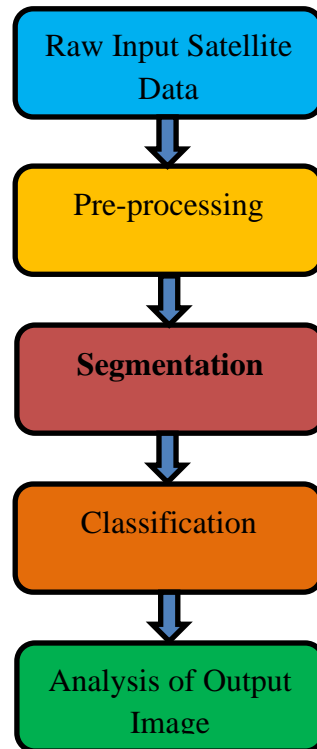 Raw Input Satellite
Data
Pre-processing
Segmentation
Classification
Analysis of Output
Image